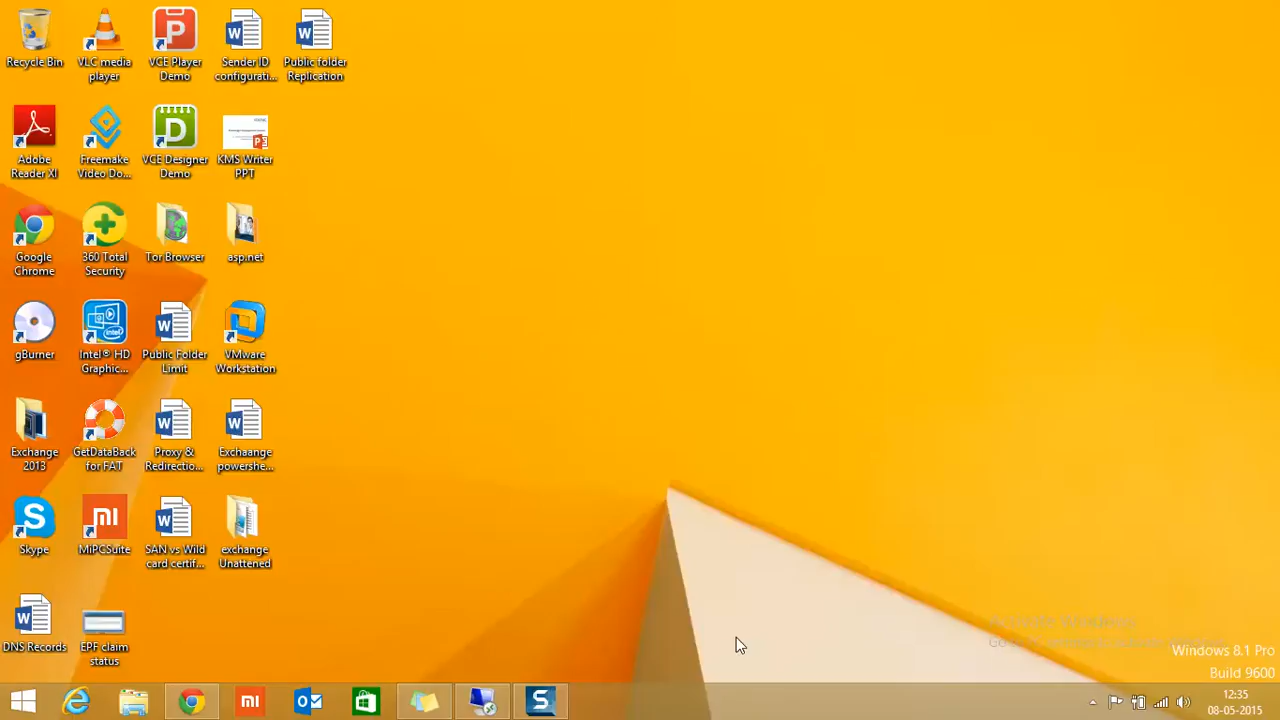 Recycle Bin
VLC media
player
VCE Player
Demo
Sender ID
configurati...
Public folder
Replication
Adobe
Reader XI
Freemake
Video Do...
VCE Designer
Demo
KMS Writer
PPT
Google
Chrome
360 Total
Security
Tor Browser
asp.net
gBurner
Intel® HD
Graphic...
Public Folder
Limit
VMware
Workstation
Exchange
2013
GetDataBack
for FAT
Proxy &
Redirectio...
Exchaange
powershe...
Skype
MiPCSuite
SAN vs Wild
card certif...
exchange
Unattened
DNS Records
EPF claim
status
Activate Windows
Windows 8.1 Pro
Build 9600
12:35
08-05-2015